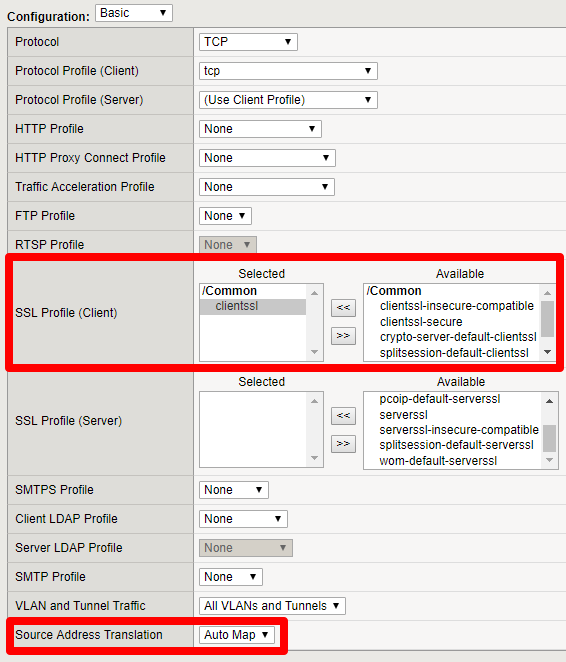 Configuration: Basic
Protocol TCP
Protocol Profile (Client) tcp
Protocol Profile (Server) (Use Client Profile)
HTTP Profile None
HTTP Proxy Connect Profile None
Traffic Acceleration Profile None
FTP Profile None
RTSP Profile None
Selected Available
/Common /Common
clientssl clientssl-insecure-compatible
<< clientssl-secure
SSL Profile (Client)
>> crypto-server-default-clientssl
splitsession-default-clientssl
Selected Available
pcoip-default-serverssl
<< serverssl
SSL Profile (Server)
serverssl-insecure-compatible
>> splitsession-default-serverssl
wom-default-serverssl
SMTPS Profile None
Client LDAP Profile None
Server LDAP Profile None
SMTP Profile None
VLAN and Tunnel Traffic All VLANs and Tunnels
Source Address Translation Auto Map